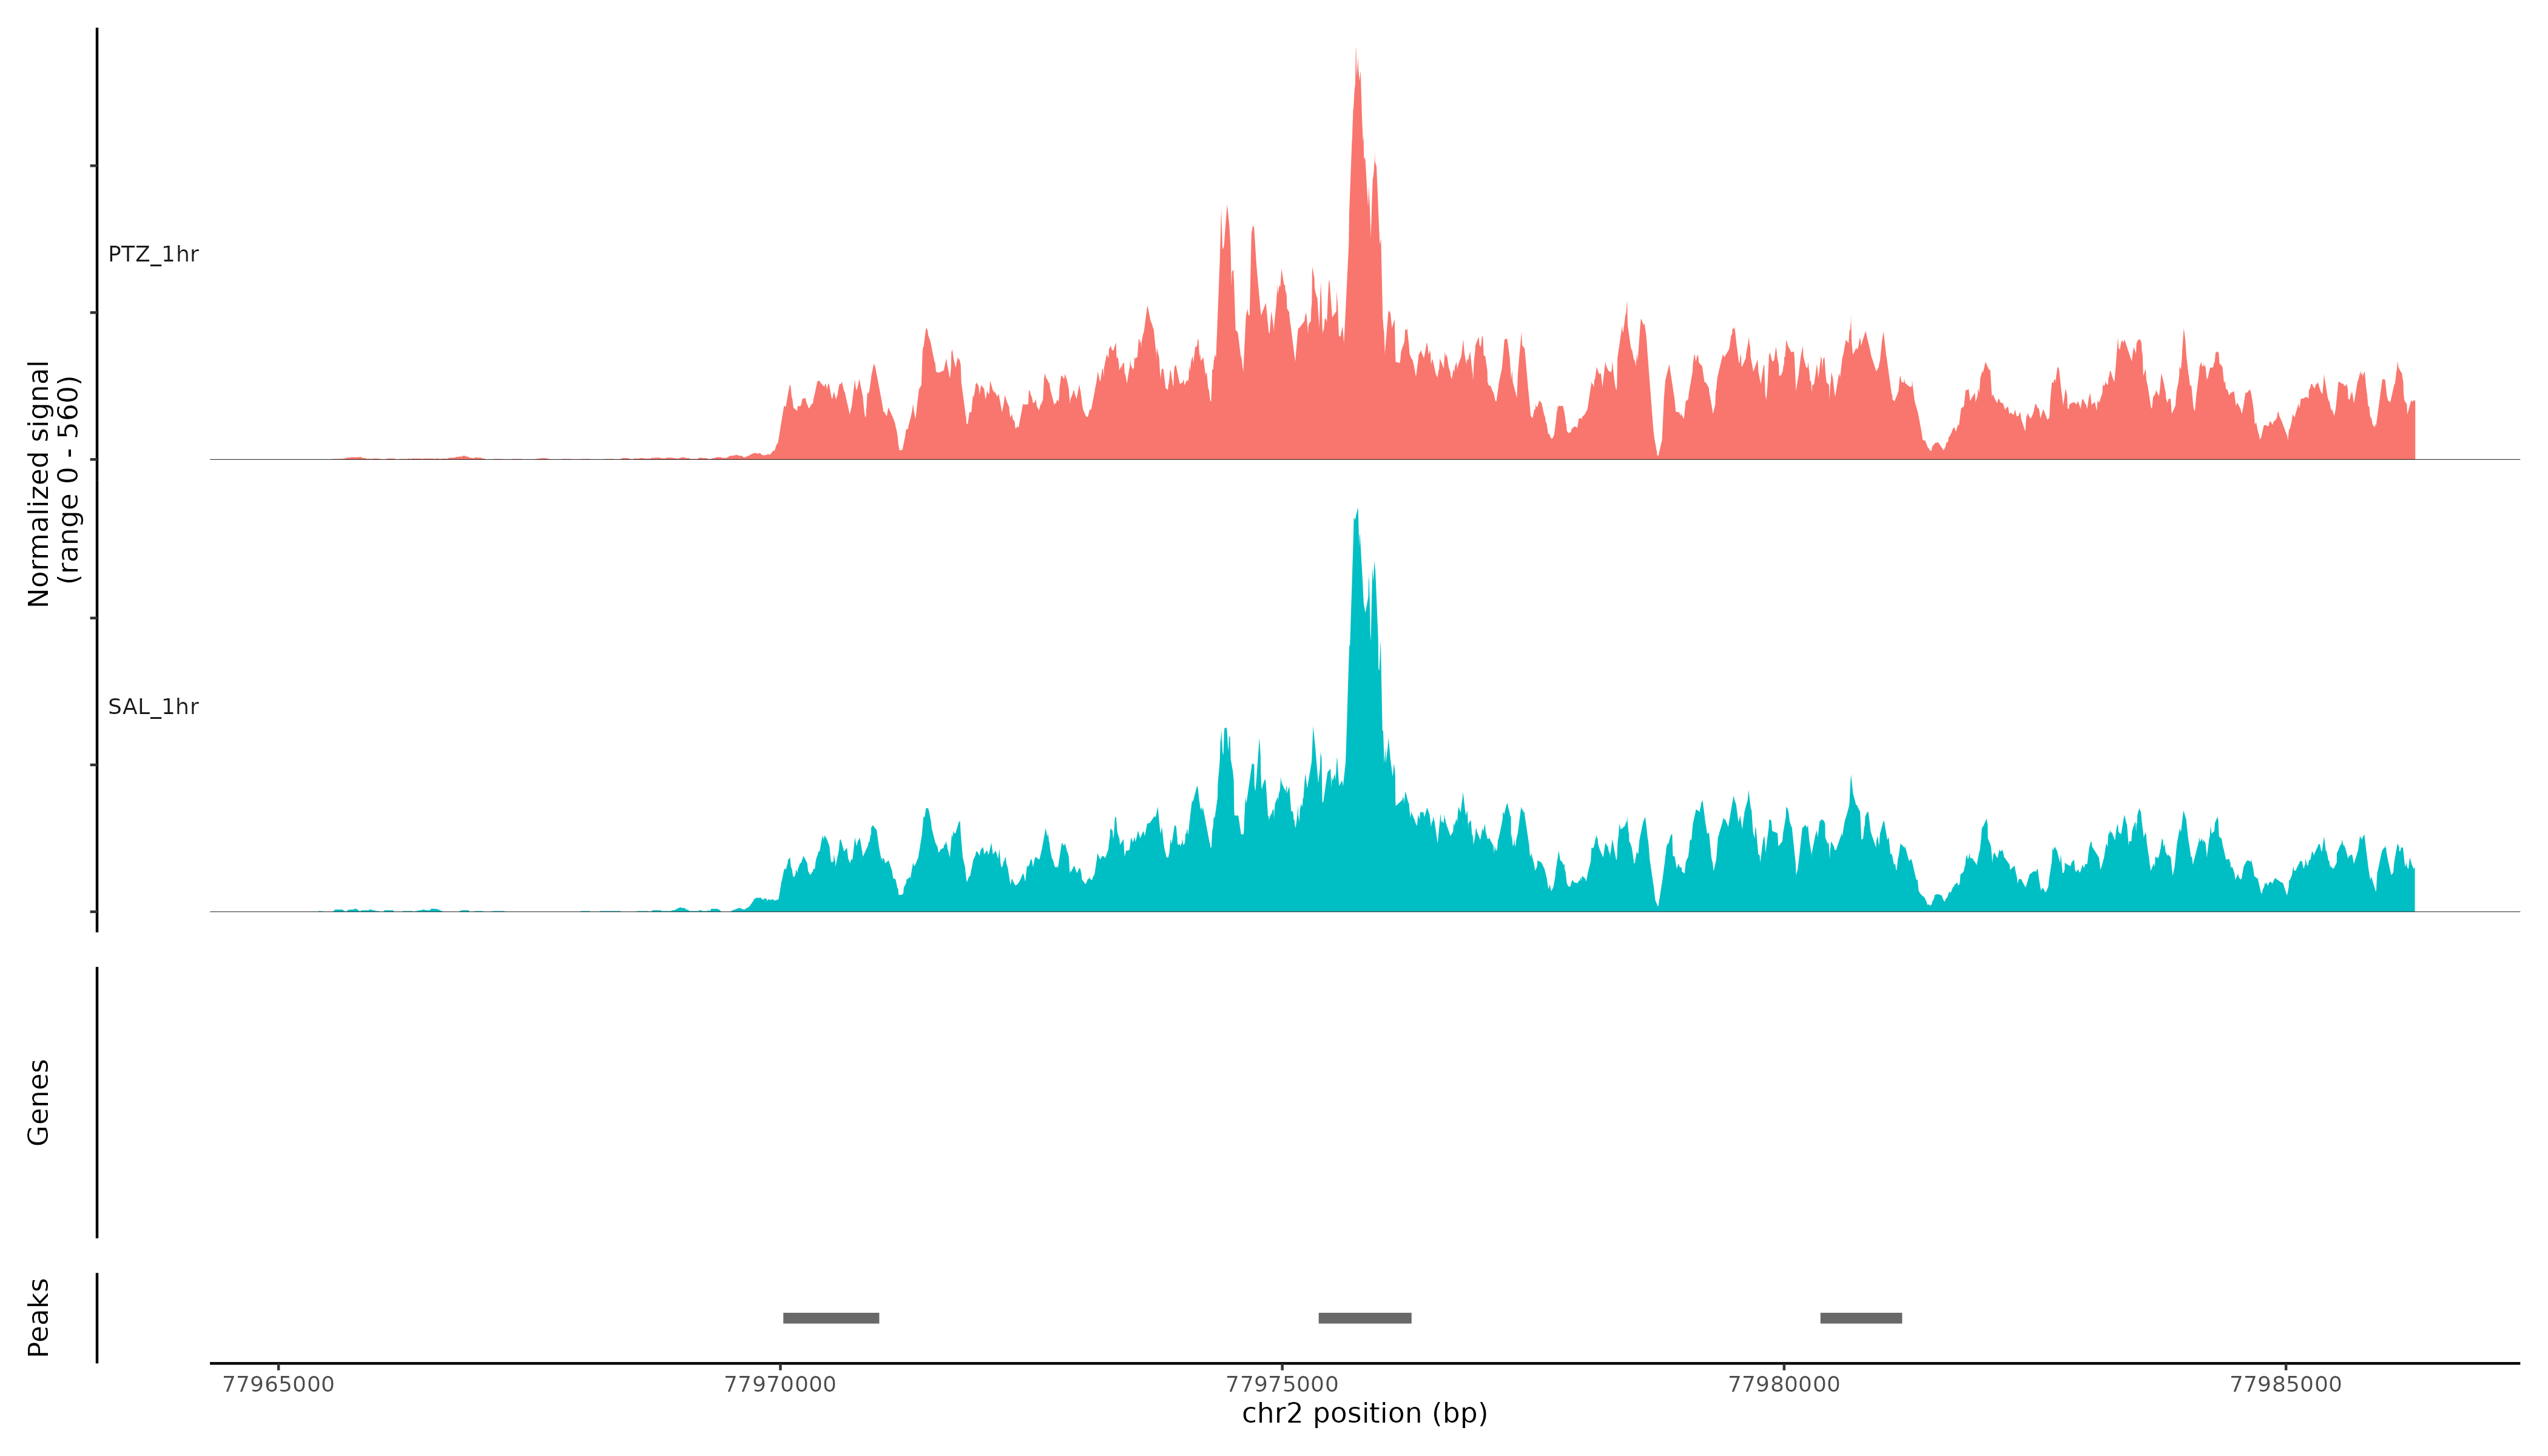 Normalized signal
(range 0 - 560)
PTZ_1hr
SAL_1hr
Genes
Peaks
77965000
77970000
77975000
77980000
77985000
chr2 position (bp)